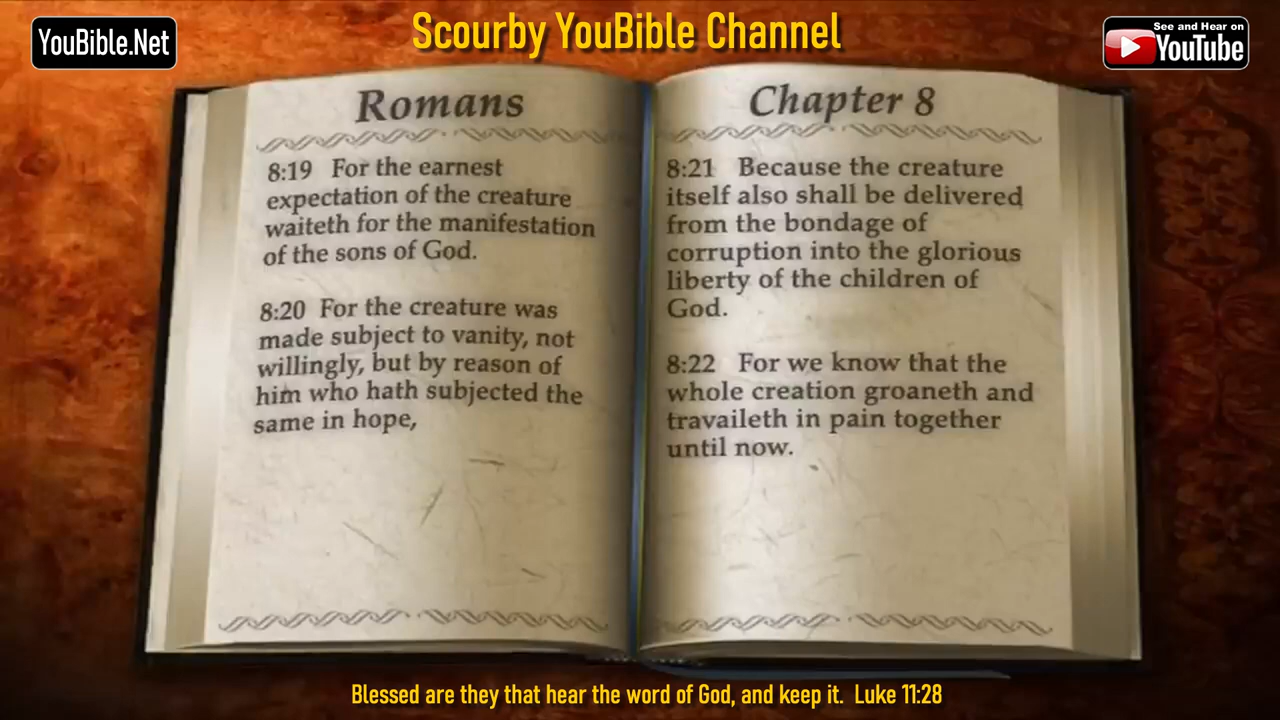 YouBible.Net
Scourby YouBible Channel
See and Hear on
YouTube
Romans
8:19 For the earnest
expectation of the creature
waiteth for the manifestation
of the sons of God.
8:20 For the creature was
made subject to vanity, not
willingly, but by reason of
him who hath subjected the
same in hope,
Chapter 8
8:21 Because the creature
itself also shall be delivered
from the bondage of
corruption into the glorious
liberty of the children of
God.
8:22 For we know that the
whole creation groaneth and
travaileth in pain together
until now.
Blessed are they that hear the word of God, and keep it. Luke 11:28